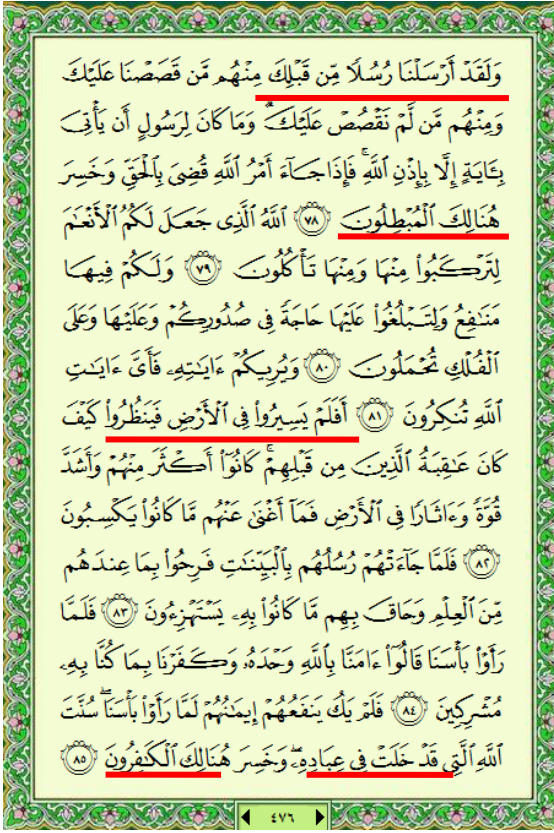 وَلَقَدْ أَرْسَلْنَا رُسُلًا مِّن قَبْلِكَ مِنْهُم مَّن قَصَصْنَا عَلَيْكَ
وَمِنْهُم مَّن لَّمْ نَقْصُصْ عَلَيْكَ ۗ وَمَا كَانَ لِرَسُولٍ أَن يَأْتِىَ
بِـَٔايَةٍ إِلَّا بِإِذْنِ ٱللَّهِ ۚ فَإِذَا جَآءَ أَمْرُ ٱللَّهِ قُضِىَ بِٱلْحَقِّ وَخَسِرَ
هُنَالِكَ ٱلْمُبْطِلُونَ ﴿٧٨﴾ ٱللَّهُ ٱلَّذِى جَعَلَ لَكُمُ ٱلْأَنْعَٰمَ
لِتَرْكَبُوا۟ مِنْهَا وَمِنْهَا تَأْكُلُونَ ﴿٧٩﴾ وَلَكُمْ فِيهَا
مَنَٰفِعُ وَلِتَبْلُغُوا۟ عَلَيْهَا حَاجَةً فِى صُدُورِكُمْ وَعَلَيْهَا وَعَلَى
ٱلْفُلْكِ تُحْمَلُونَ ﴿٨٠﴾ وَيُرِيكُمْ ءَايَٰتِهِۦ فَأَىَّ ءَايَٰتِ
ٱللَّهِ تُنكِرُونَ ﴿٨١﴾ أَفَلَمْ يَسِيرُوا۟ فِى ٱلْأَرْضِ فَيَنظُرُوا۟ كَيْفَ
كَانَ عَٰقِبَةُ ٱلَّذِينَ مِن قَبْلِهِمْ ۚ كَانُوٓا۟ أَكْثَرَ مِنْهُمْ وَأَشَدَّ
قُوَّةً وَءَاثَارًا فِى ٱلْأَرْضِ فَمَآ أَغْنَىٰ عَنْهُم مَّا كَانُوا۟ يَكْسِبُونَ
﴿٨٢﴾ فَلَمَّا جَآءَتْهُمْ رُسُلُهُم بِٱلْبَيِّنَٰتِ فَرِحُوا۟ بِمَا عِندَهُم
مِّنَ ٱلْعِلْمِ وَحَاقَ بِهِم مَّا كَانُوا۟ بِهِۦ يَسْتَهْزِءُونَ ﴿٨٣﴾ فَلَمَّا
رَأَوْا۟ بَأْسَنَا قَالُوٓا۟ ءَامَنَّا بِٱللَّهِ وَحْدَهُۥ وَكَفَرْنَا بِمَا كُنَّا بِهِۦ
مُشْرِكِينَ ﴿٨٤﴾ فَلَمْ يَكُ يَنفَعُهُمْ إِيمَٰنُهُمْ لَمَّا رَأَوْا۟ بَأْسَنَا ۖ سُنَّتَ
ٱللَّهِ ٱلَّتِى قَدْ خَلَتْ فِى عِبَادِهِۦ ۖ وَخَسِرَ هُنَالِكَ ٱلْكَٰفِرُونَ ﴿٨٥﴾
٤٧٦